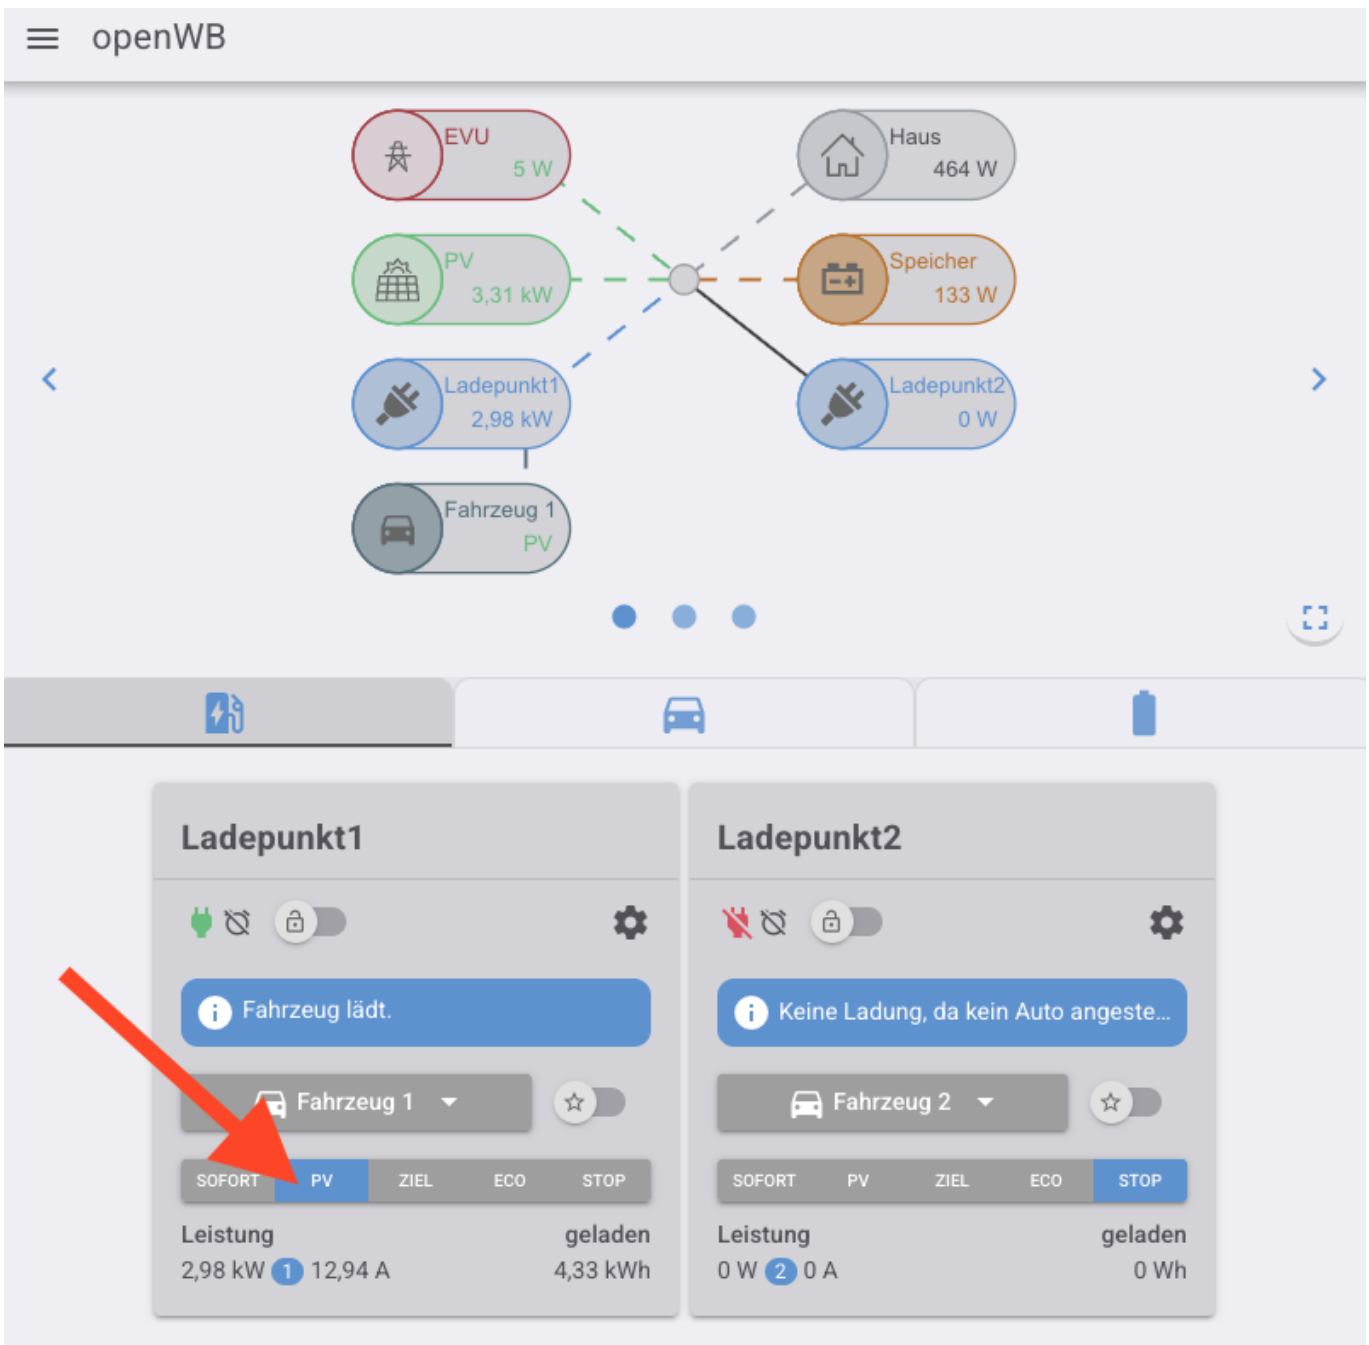 openWB
EVU
5 W
Haus
464 W
PV
3,31 kW
Speicher
133 W
Ladepunkt1
2,98 kW
Ladepunkt2
0 W
Fahrzeug 1
PV
Ladepunkt1
Fahrzeug lädt.
Fahrzeug 1
SOFORT PV ZIEL ECO STOP
Leistung geladen
2,98 kW 1 12,94 A 4,33 kWh
Ladepunkt2
Keine Ladung, da kein Auto angeste...
Fahrzeug 2
SOFORT PV ZIEL ECO STOP
Leistung geladen
0 W 2 0 A 0 Wh